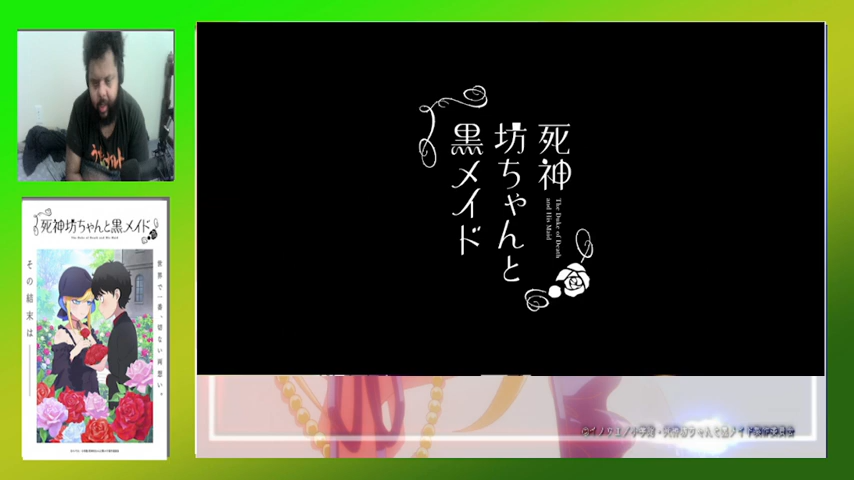 死神
坊ちゃんと
黒メイド
The Duke of Death
and His Maid
死神坊ちゃんと黒メイド
The Duke of Death and His Maid
世界で一番、切ない両想い。
その結末は